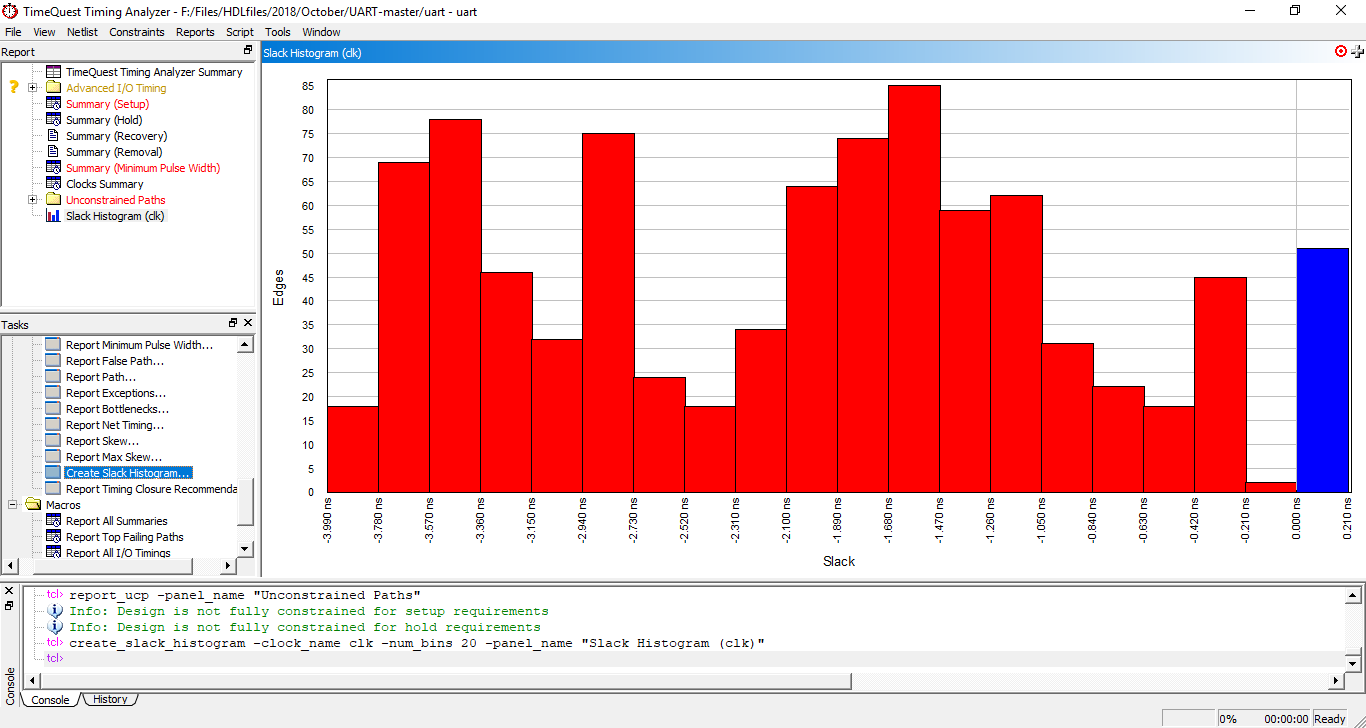 TimeQuest Timing Analyzer - F:/Files/HDLfiles/2018/October/UART-master/uart - uart
File View Netlist Constraints Reports Script Tools Window
Report
TimeQuest Timing Analyzer Summary
Advanced I/O Timing
Summary (Setup)
Summary (Hold)
Summary (Recovery)
Summary (Removal)
Summary (Minimum Pulse Width)
Clocks Summary
Unconstrained Paths
Slack Histogram (clk)
Tasks
Report Minimum Pulse Width...
Report False Path...
Report Path...
Report Exceptions...
Report Bottlenecks...
Report Net Timing...
Report Skew...
Report Max Skew...
Create Slack Histogram...
Report Timing Closure Recommenda
Macros
Report All Summaries
Report Top Failing Paths
Report All I/O Timings
Slack Histogram (clk)
85
80
75
70
65
60
55
50
45
40
35
30
25
20
15
10
5
0
Edges
-3.990 ns
-3.780 ns
-3.570 ns
-3.360 ns
-3.150 ns
-2.940 ns
-2.730 ns
-2.520 ns
-2.310 ns
-2.100 ns
-1.890 ns
-1.680 ns
-1.470 ns
-1.260 ns
-1.050 ns
-0.840 ns
-0.630 ns
-0.420 ns
-0.210 ns
0.000 ns
0.210 ns
Slack
tcl> report_ucp -panel_name "Unconstrained Paths"
Info: Design is not fully constrained for setup requirements
Info: Design is not fully constrained for hold requirements
tcl> create_slack_histogram -clock_name clk -num_bins 20 -panel_name "Slack Histogram (clk)"
tcl>
Console
Console History
0% 00:00:00 Ready